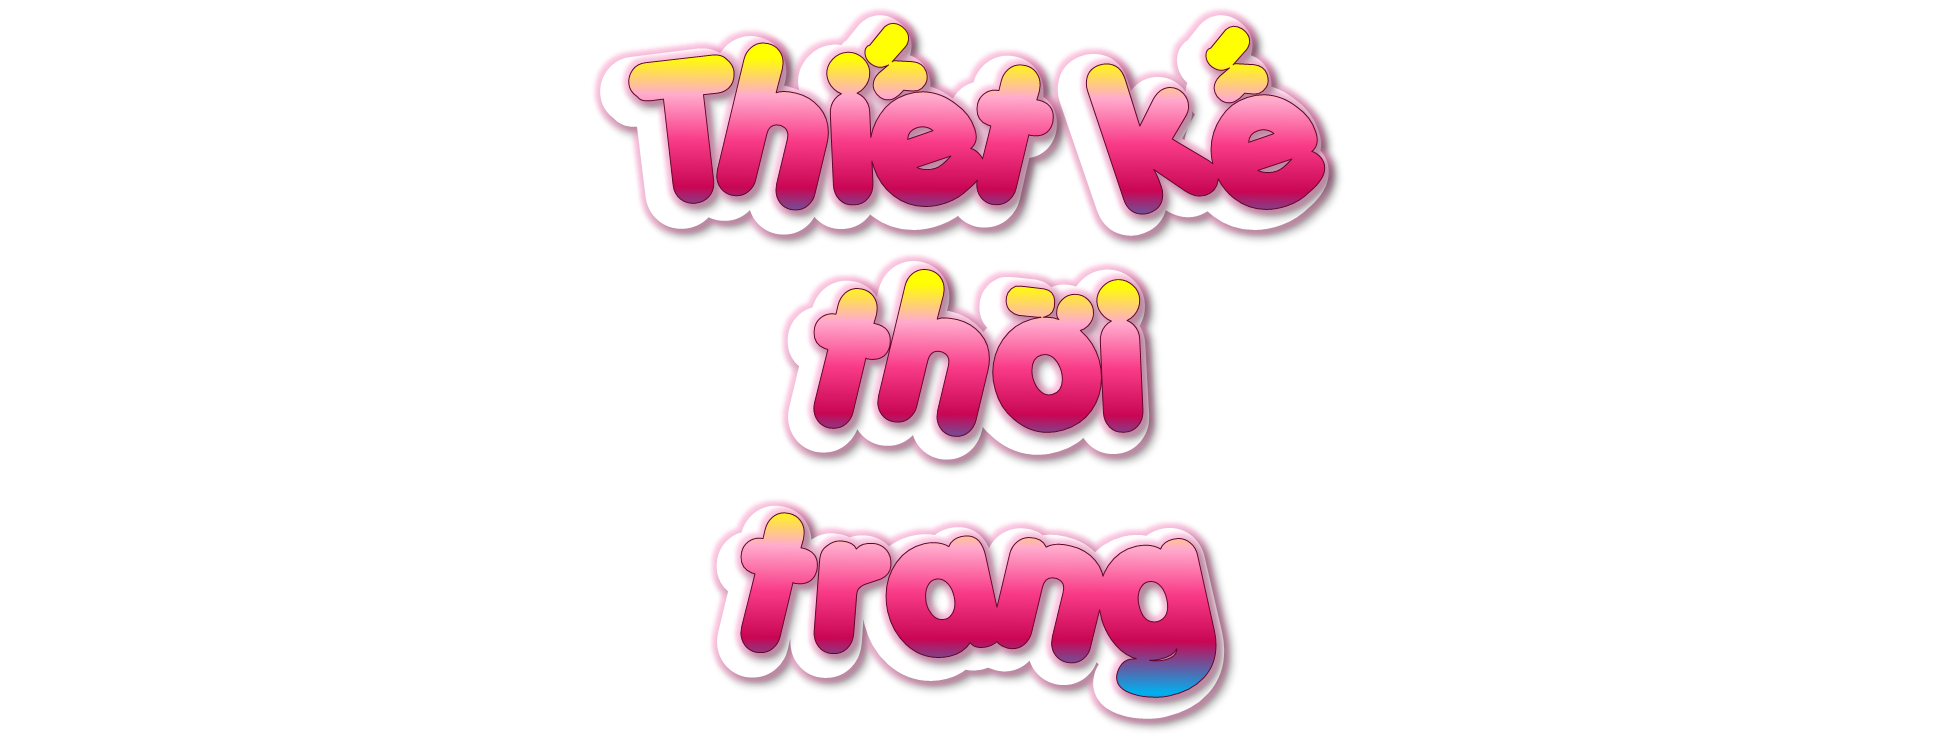 Thiết kế
thời
trang